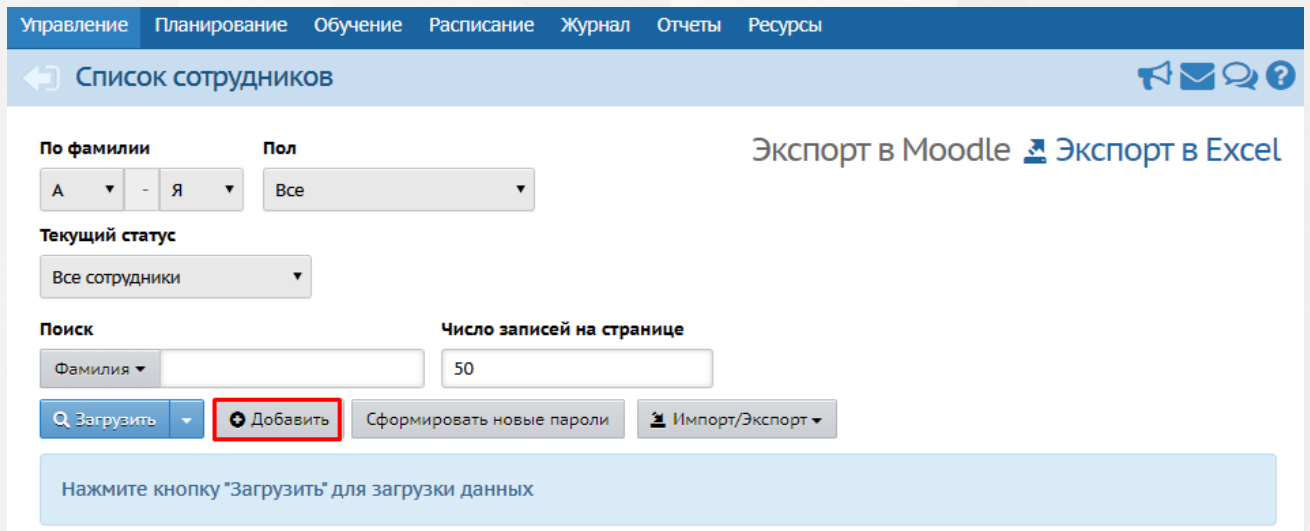 Управление Планирование Обучение Расписание Журнал Отчеты Ресурсы
Список сотрудников
Экспорт в Moodle Экспорт в Excel
По фамилии Пол
А - Я Все
Текущий статус
Все сотрудники
Поиск Число записей на странице
Фамилия 50
Загрузить Добавить Сформировать новые пароли Импорт/Экспорт
Нажмите кнопку "Загрузить" для загрузки данных